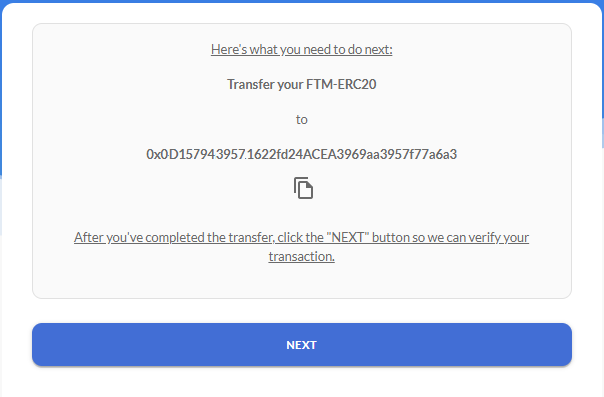 Here's what you need to do next:
Transfer your FTM-ERC20
to
0x0D157943957.1622fd24ACEA3969aa3957f77a6a3
After you've completed the transfer, click the "NEXT" button so we can verify your
transaction.
NEXT